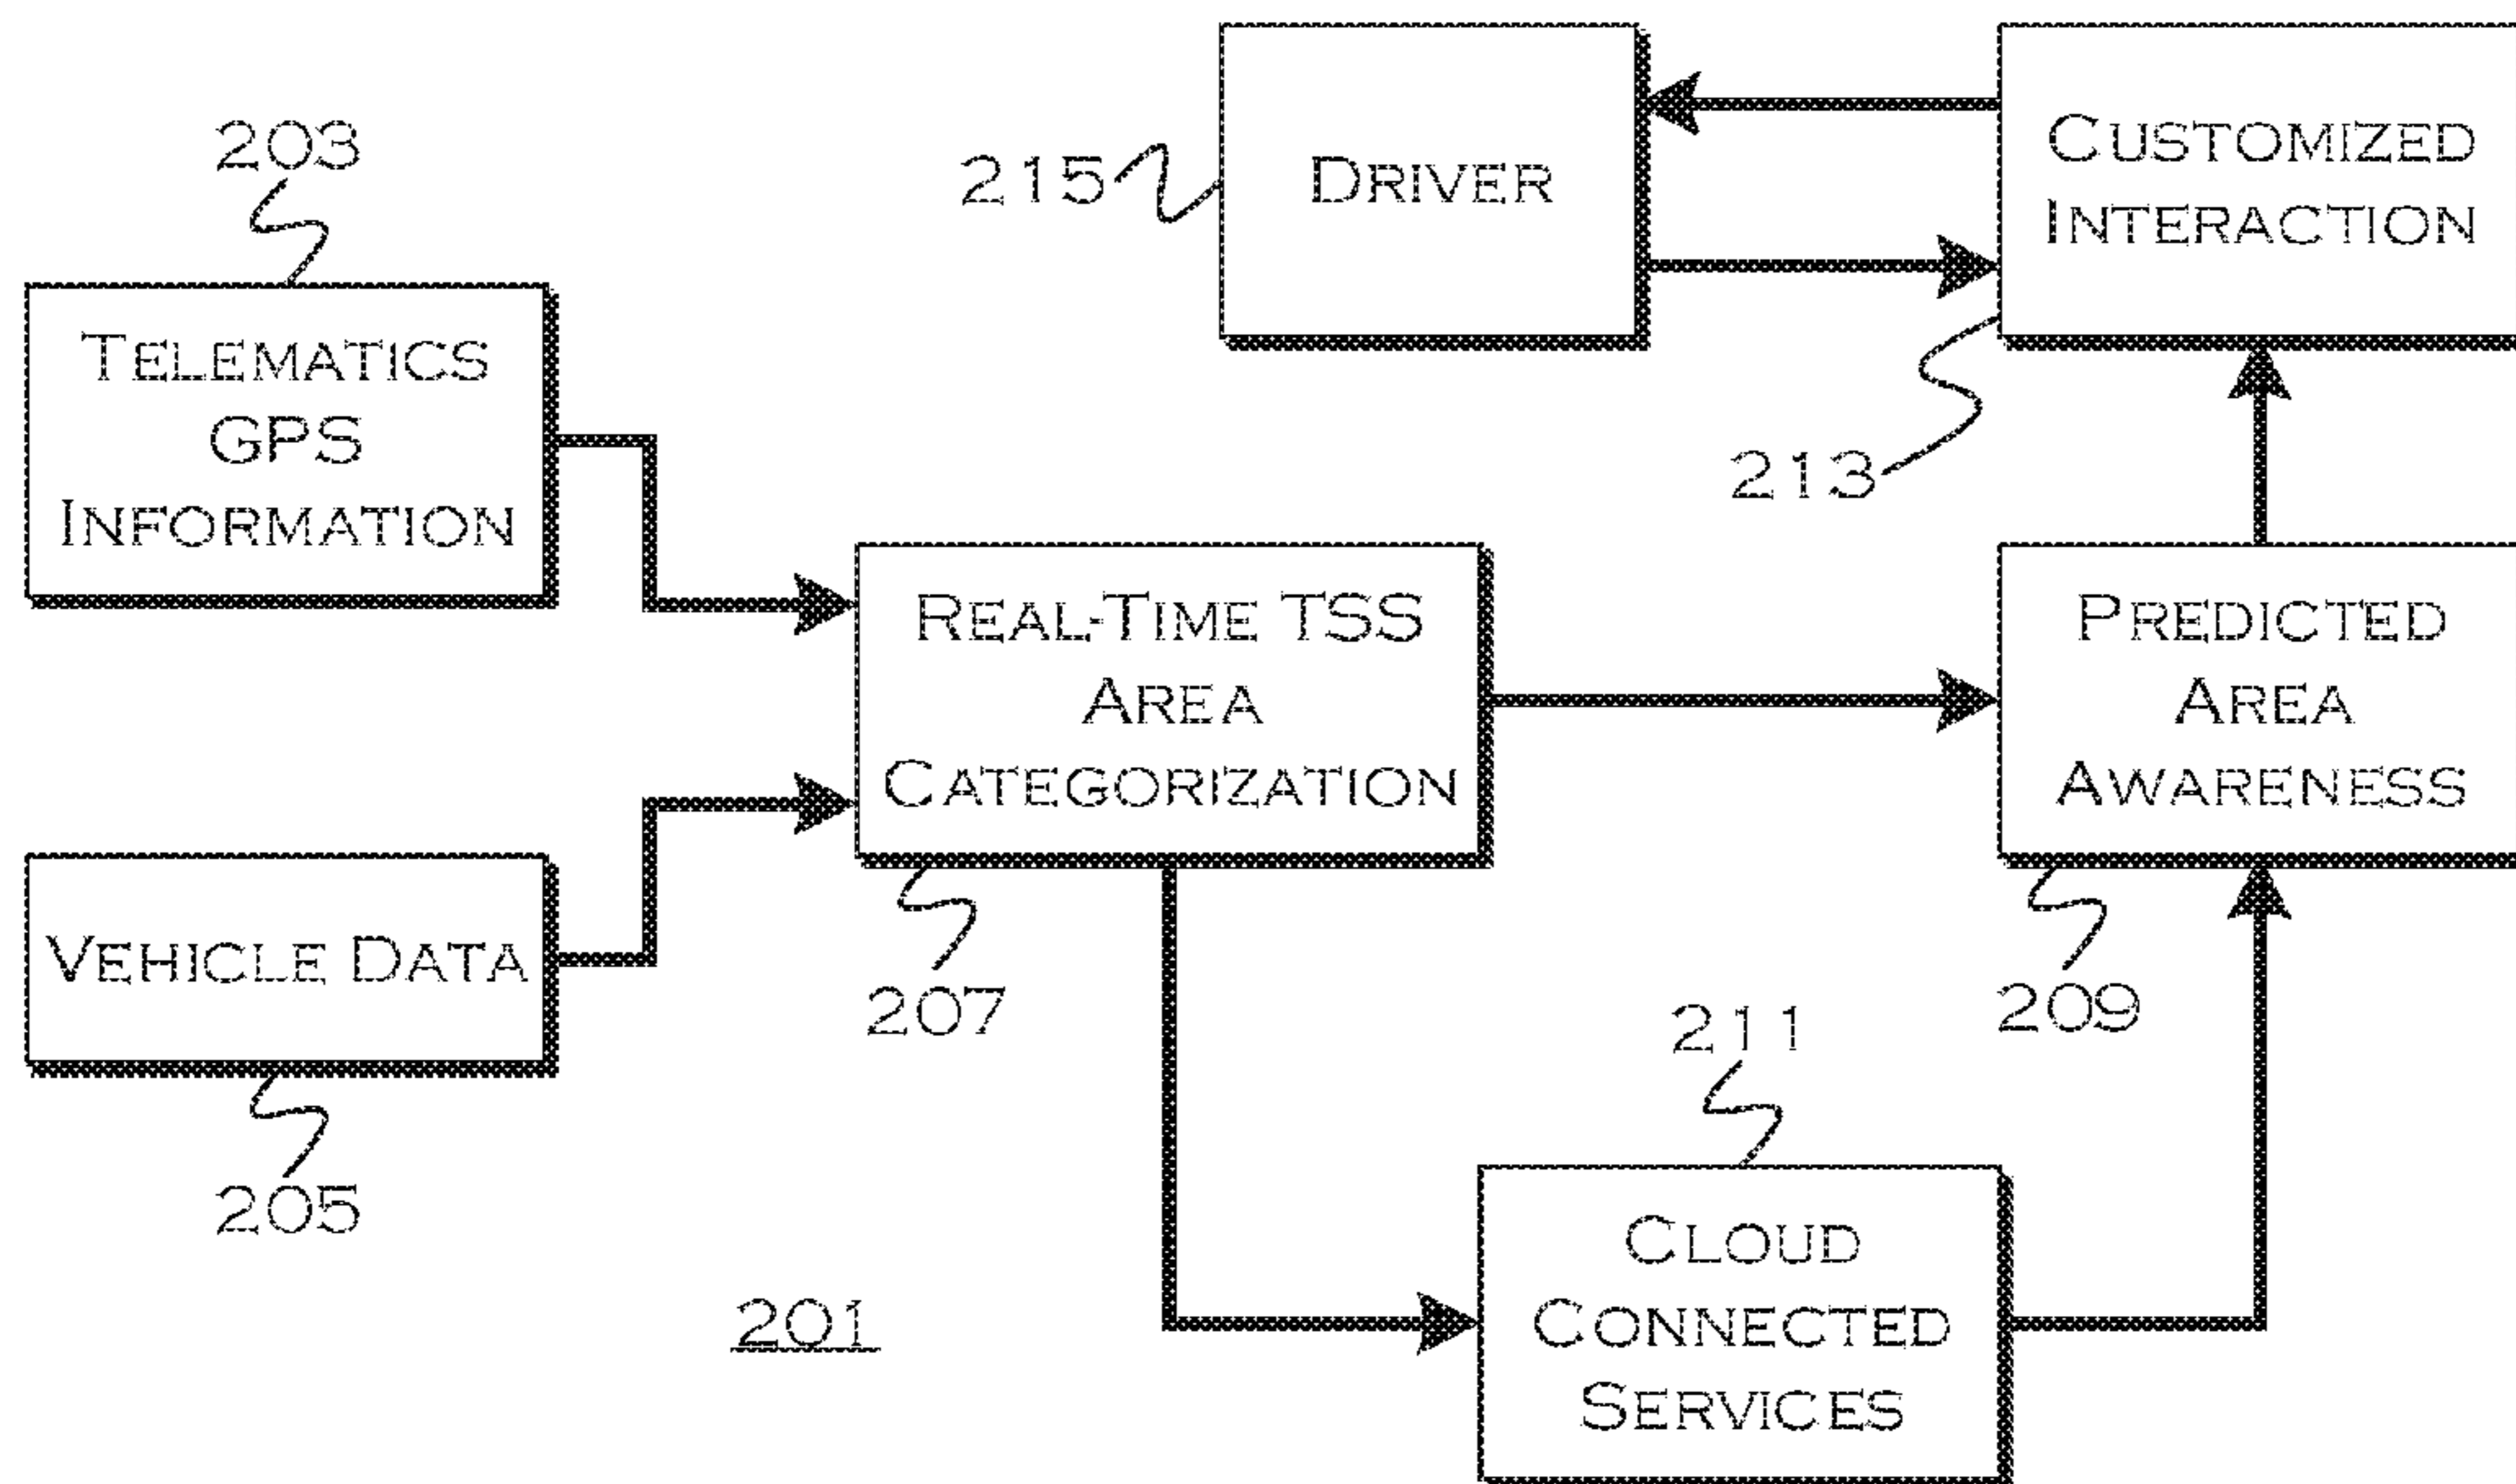 203
TELEMATICS
GPS
INFORMATION
215
DRIVER
CUSTOMIZED
INTERACTION
213
REAL-TIME TSS
AREA
CATEGORIZATION
207
PREDICTED
AREA
AWARENESS
209
VEHICLE DATA
205
211
CLOUD
CONNECTED
SERVICES
201